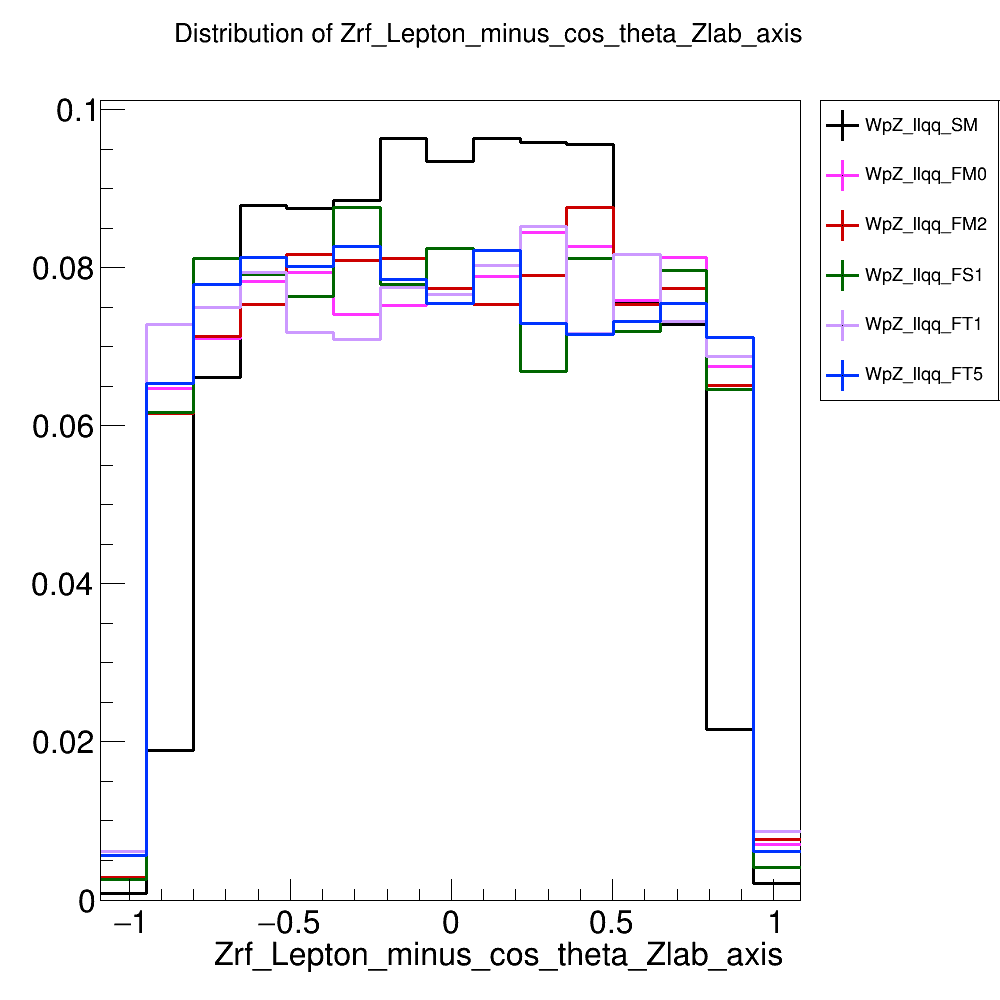 Distribution of Zrf_Lepton_minus_cos_theta_Zlab_axis
0.1
0.08
0.06
0.04
0.02
0
−1
−0.5
0
0.5
1
Zrf_Lepton_minus_cos_theta_Zlab_axis
WpZ_llqq_SM
WpZ_llqq_FM0
WpZ_llqq_FM2
WpZ_llqq_FS1
WpZ_llqq_FT1
WpZ_llqq_FT5